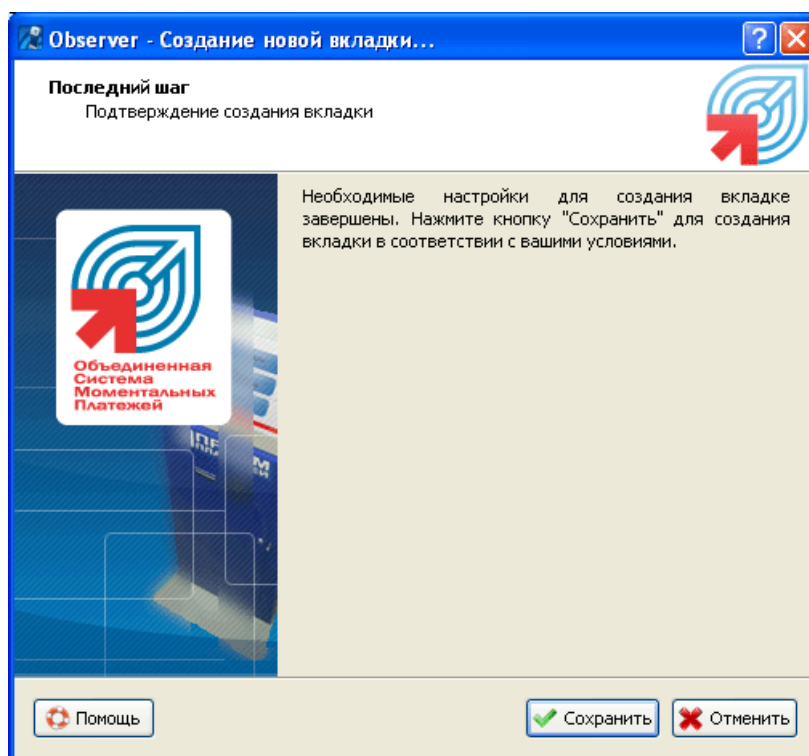 Observer - Создание новой вкладки...
Последний шаг
Подтверждение создания вкладки
Необходимые настройки для создания вкладке
завершены. Нажмите кнопку "Сохранить" для создания
вкладки в соответствии с вашими условиями.
Объединенная
Система
Моментальных
Платежей
Помощь
Сохранить
Отменить